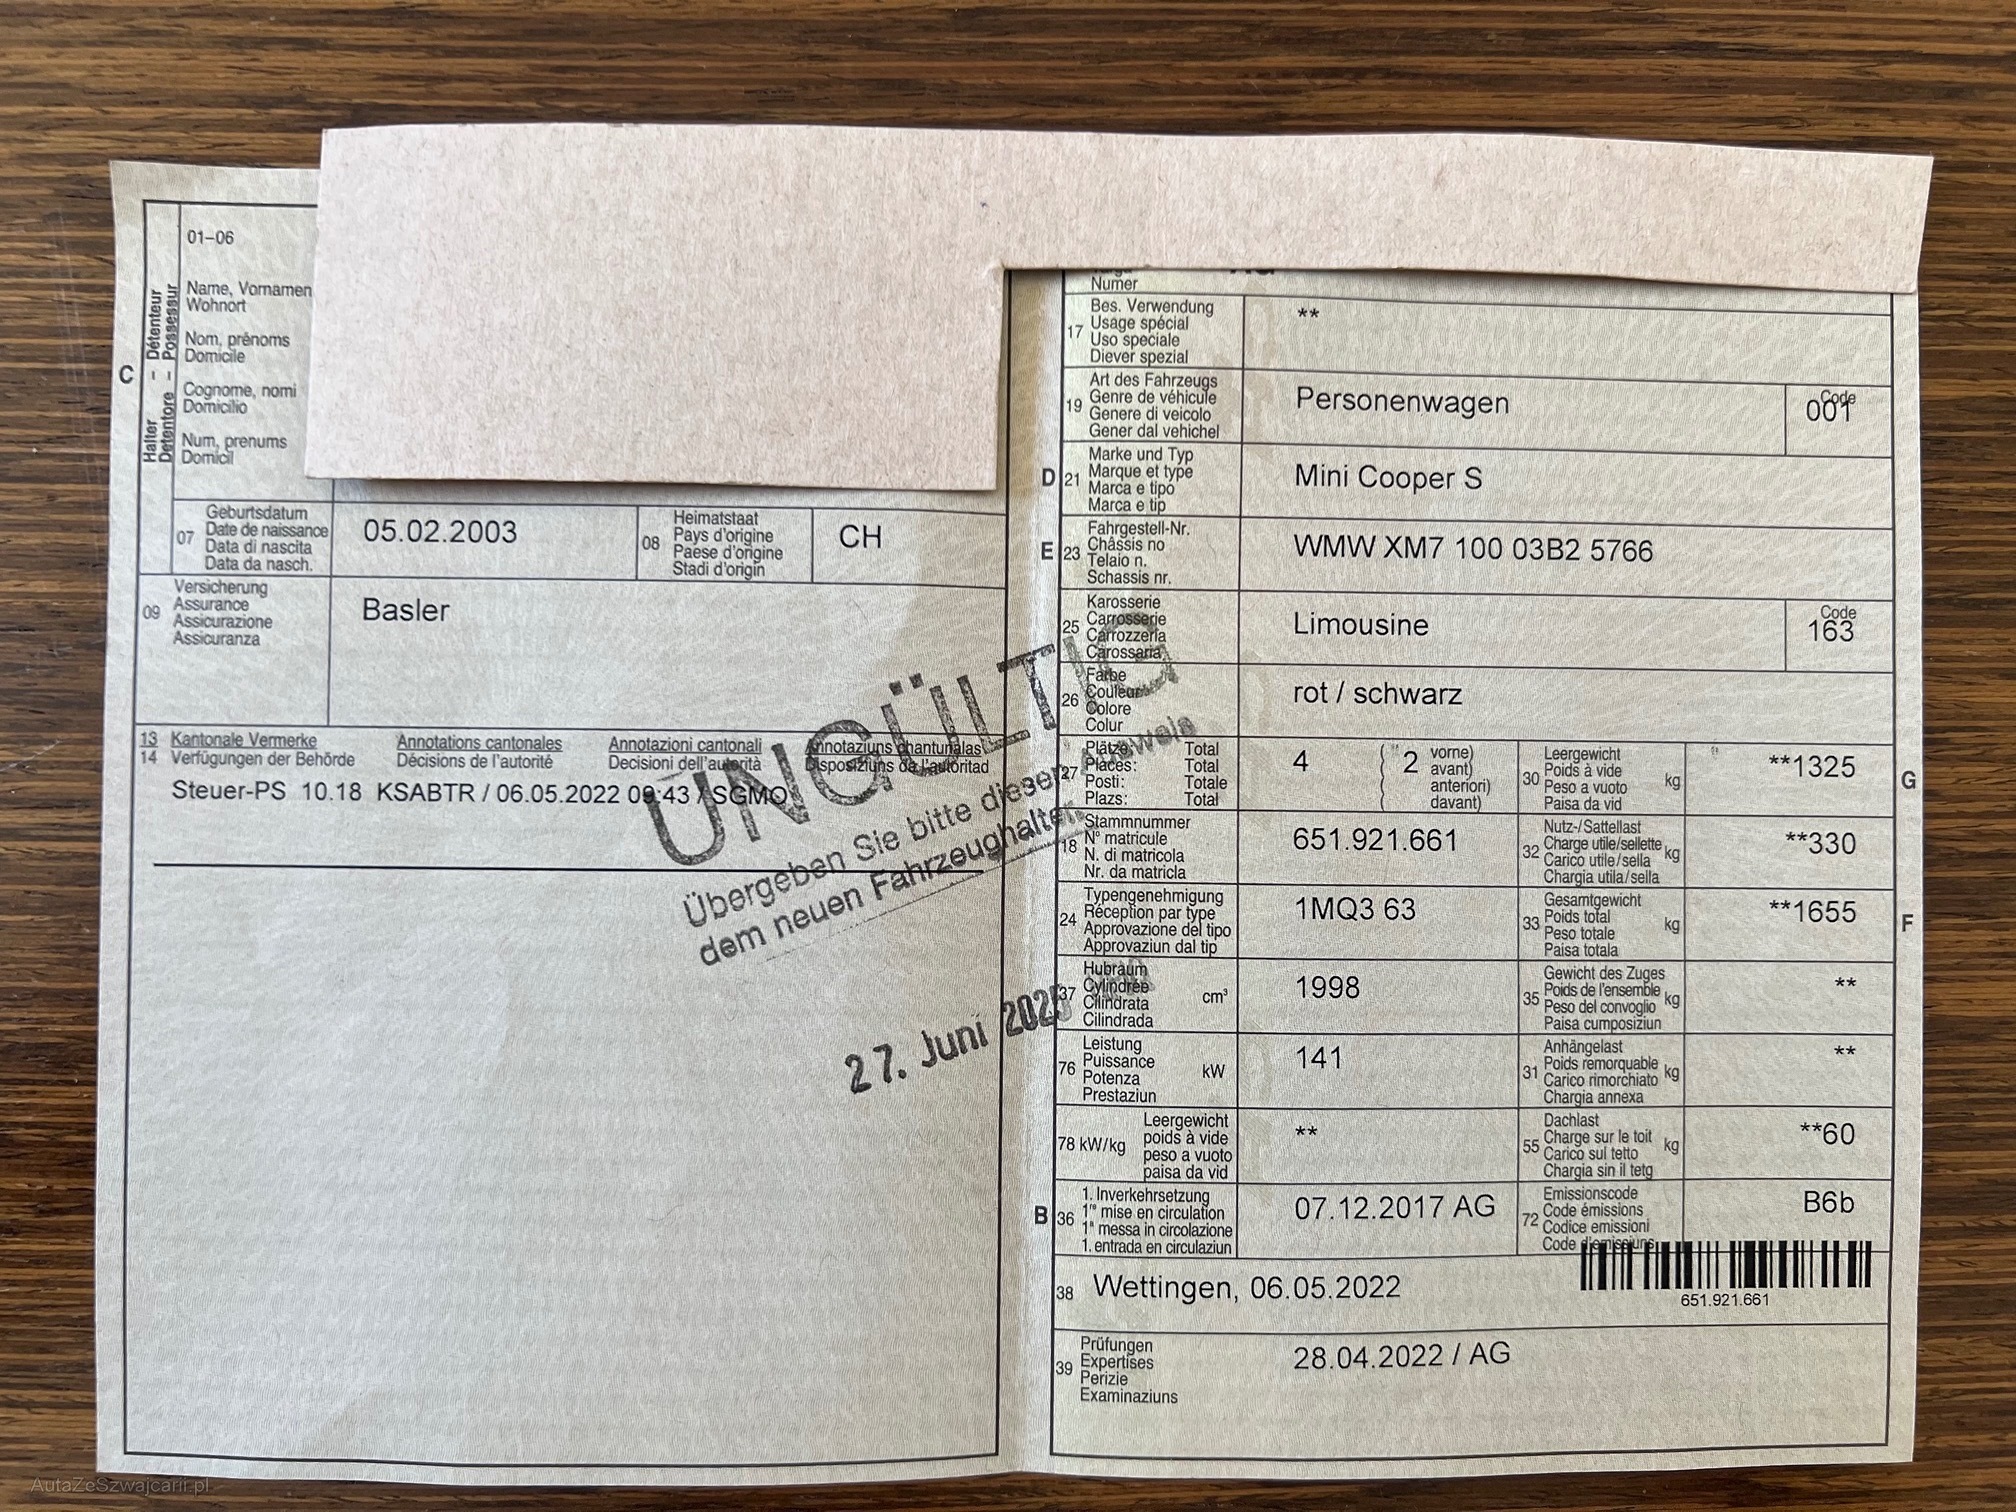 01–06
Halter – Détenteur
Detentore – Possessur
C
Name, Vornamen
Wohnort
Nom, prénoms
Domicile
Cognome, nomi
Domicilio
Num, prenums
Domicil
07
Geburtsdatum
Date de naissance
Data di nascita
Data da nasch.
05.02.2003
08
Heimatstaat
Pays d'origine
Paese d'origine
Stadi d'origin
CH
09
Versicherung
Assurance
Assicurazione
Assicuranza
Basler
13 Kantonale Vermerke Annotations cantonales Annotazioni cantonali Annotaziuns chantunalas
14 Verfügungen der Behörde Décisions de l'autorité Decisioni dell'autorità Disposiziuns da l'autoritad
Steuer-PS 10.18 KSABTR / 06.05.2022 09:43 / SGMO
UNGÜLTIG
Übergeben Sie bitte diesen Ausweis
dem neuen Fahrzeughalter.
27. Juni 2025
Numer
17
Bes. Verwendung
Usage spécial
Uso speciale
Diever spezial
**
19
Art des Fahrzeugs
Genre de véhicule
Genere di veicolo
Gener dal vehichel
Personenwagen
Code
001
D 21
Marke und Typ
Marque et type
Marca e tipo
Marca e tip
Mini Cooper S
E 23
Fahrgestell-Nr.
Châssis no
Telaio n.
Schassis nr.
WMW XM7 100 03B2 5766
25
Karosserie
Carrosserie
Carrozzeria
Carossaria
Limousine
Code
163
26
Farbe
Couleur
Colore
Colur
rot / schwarz
27
Plätze: Total
Places: Total
Posti: Totale
Plazs: Total
4
( 2 vorne)
( avant)
( anteriori)
( davant)
30
Leergewicht
Poids à vide
Peso a vuoto
Paisa da vid
kg
**1325
G
18
Stammnummer
N° matricule
N. di matricola
Nr. da matricla
651.921.661
32
Nutz-/Sattellast
Charge utile/sellette
Carico utile/sella
Chargia utila/sella
kg
**330
24
Typengenehmigung
Réception par type
Approvazione del tipo
Approvaziun dal tip
1MQ3 63
33
Gesamtgewicht
Poids total
Peso totale
Paisa totala
kg
**1655
F
37
Hubraum
Cylindrée
Cilindrata
Cilindrada
cm³
1998
35
Gewicht des Zuges
Poids de l'ensemble
Peso del convoglio
Paisa cumposiziun
kg
**
76
Leistung
Puissance
Potenza
Prestaziun
kW
141
31
Anhängelast
Poids remorquable
Carico rimorchiato
Chargia annexa
kg
**
78 kW/kg
Leergewicht
poids à vide
peso a vuoto
paisa da vid
**
55
Dachlast
Charge sur le toit
Carico sul tetto
Chargia sin il tetg
kg
**60
B 36
1. Inverkehrsetzung
1re mise en circulation
1a messa in circolazione
1. entrada en circulaziun
07.12.2017 AG
72
Emissionscode
Code émissions
Codice emissioni
Code d'emissiuns
B6b
38 Wettingen, 06.05.2022
651.921.661
39
Prüfungen
Expertises
Perizie
Examinaziuns
28.04.2022 / AG
AutaZeSzwajcarii.pl